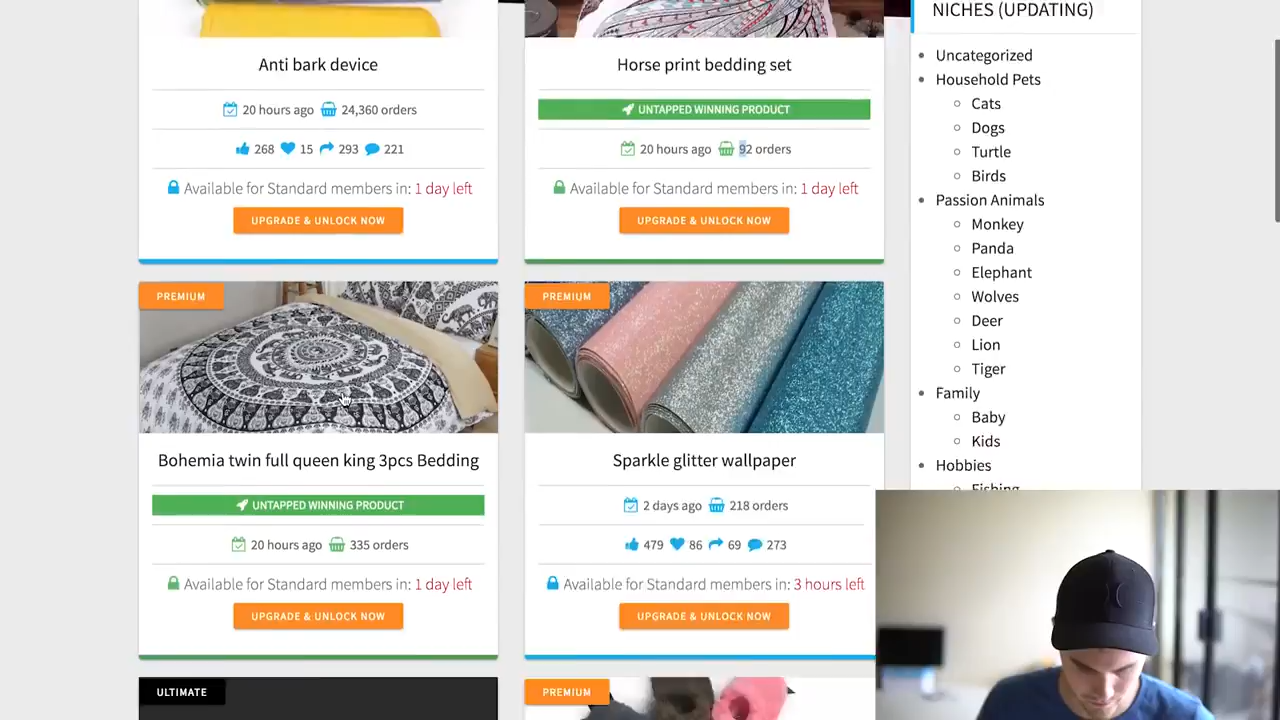 Anti bark device
20 hours ago 24,360 orders
268 15 293 221
Available for Standard members in: 1 day left
UPGRADE & UNLOCK NOW
Horse print bedding set
UNTAPPED WINNING PRODUCT
20 hours ago 92 orders
Available for Standard members in: 1 day left
UPGRADE & UNLOCK NOW
PREMIUM
Bohemia twin full queen king 3pcs Bedding
UNTAPPED WINNING PRODUCT
20 hours ago 335 orders
Available for Standard members in: 1 day left
UPGRADE & UNLOCK NOW
PREMIUM
Sparkle glitter wallpaper
2 days ago 218 orders
479 86 69 273
Available for Standard members in: 3 hours left
UPGRADE & UNLOCK NOW
ULTIMATE
PREMIUM
NICHES (UPDATING)
Uncategorized
Household Pets
Cats
Dogs
Turtle
Birds
Passion Animals
Monkey
Panda
Elephant
Wolves
Deer
Lion
Tiger
Family
Baby
Kids
Hobbies
Fishing